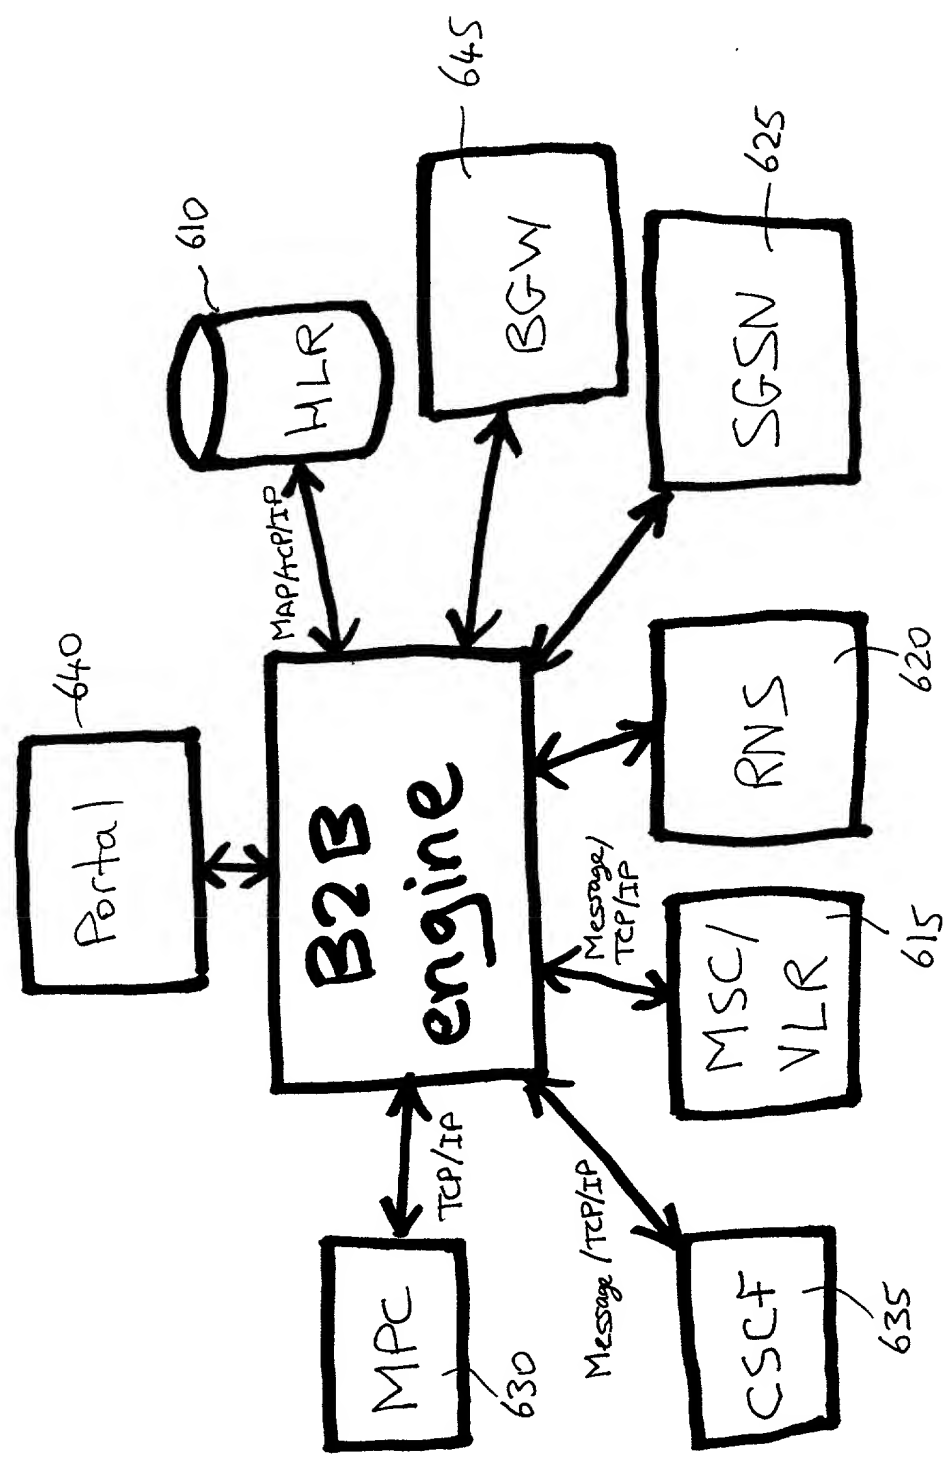 Portal
640
MAP/TCP/IP
HLR
610
BGW
645
SGSN
625
B2B
engine
TCP/IP
MPC
630
Message/TCP/IP
CSCF
635
Message/
TCP/IP
MSC/
VLR
615
RNS
620